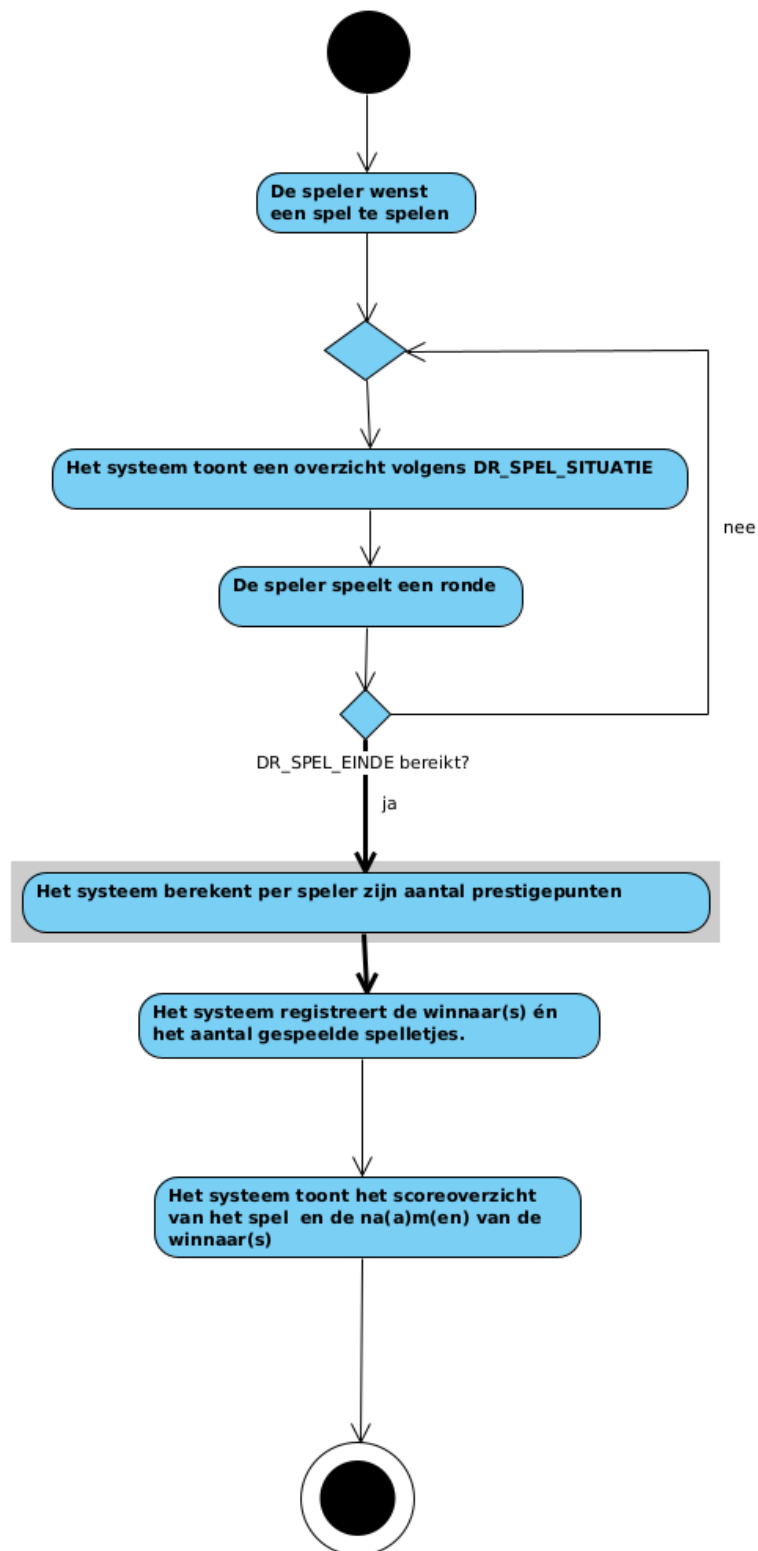 De speler wenst
een spel te spelen
Het systeem toont een overzicht volgens DR_SPEL_SITUATIE
nee
De speler speelt een ronde
DR_SPEL_EINDE bereikt?
ja
Het systeem berekent per speler zijn aantal prestigepunten
Het systeem registreert de winnaar(s) én
het aantal gespeelde spelletjes.
Het systeem toont het scoreoverzicht
van het spel en de na(a)m(en) van de
winnaar(s)